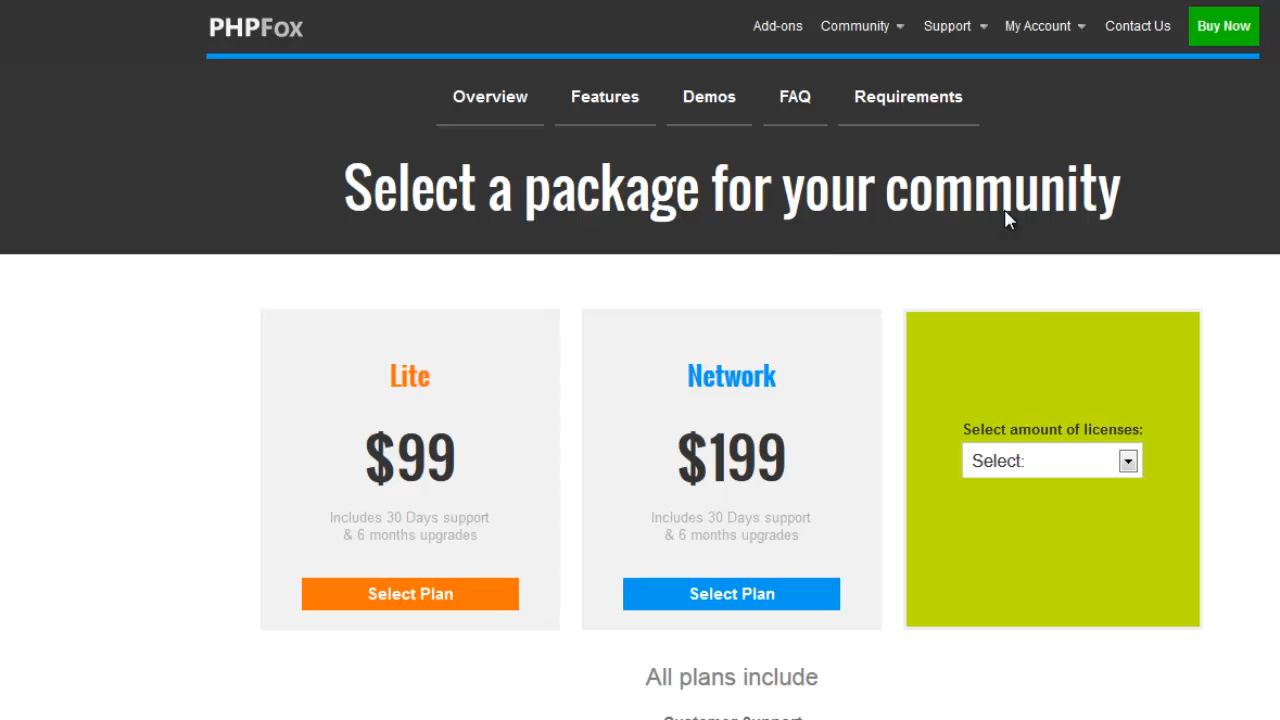 PHPFox
Add-ons Community Support My Account Contact Us Buy Now
Overview Features Demos FAQ Requirements
Select a package for your community
Lite
$99
Includes 30 Days support
& 6 months upgrades
Select Plan
Network
$199
Includes 30 Days support
& 6 months upgrades
Select Plan
Select amount of licenses:
Select:
All plans include
Customer Support